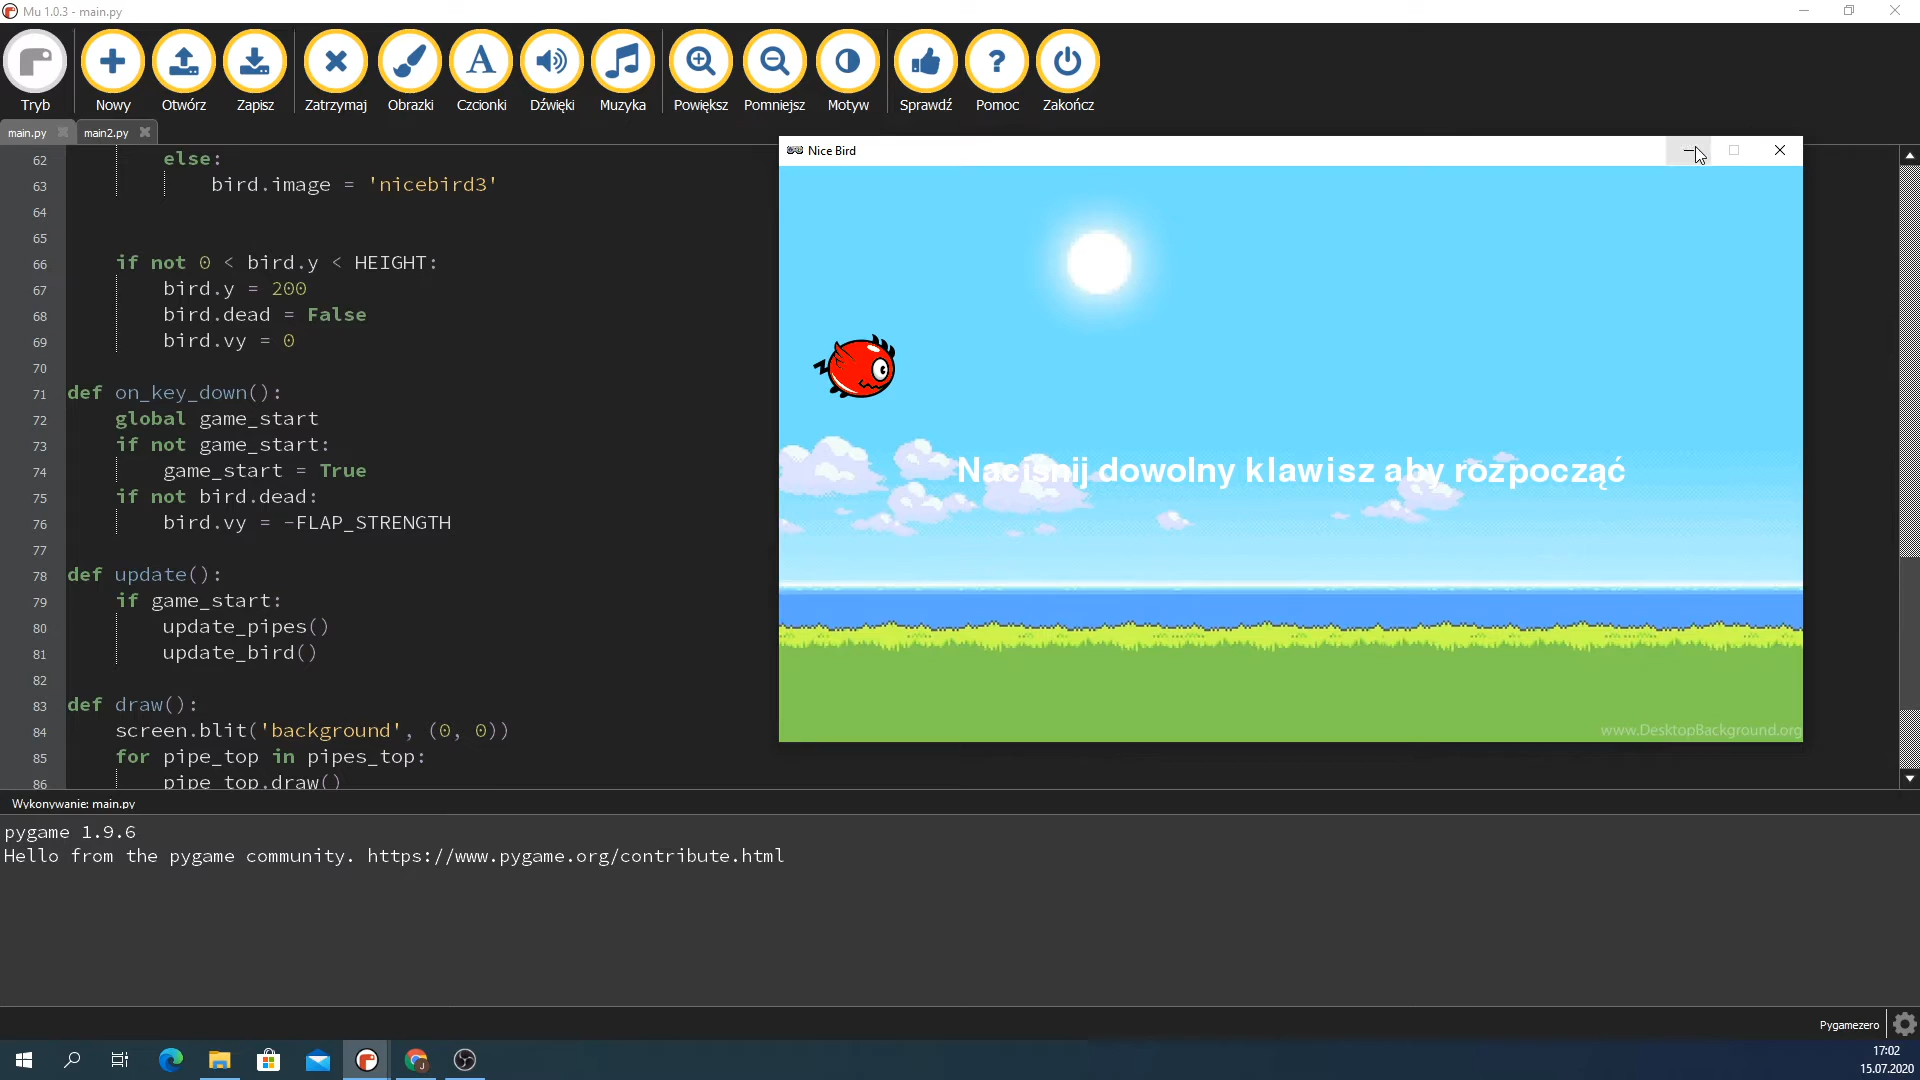 Mu 1.0.3 - main.py
Tryb
Nowy
Otwórz
Zapisz
Zatrzymaj
Obrazki
Czcionki
Dźwięki
Muzyka
Powiększ
Pomniejsz
Motyw
Sprawdź
Pomoc
Zakończ
main.py
main2.py
62 else:
63 bird.image = 'nicebird3'
64
65
66 if not 0 < bird.y < HEIGHT:
67 bird.y = 200
68 bird.dead = False
69 bird.vy = 0
70
71 def on_key_down():
72 global game_start
73 if not game_start:
74 game_start = True
75 if not bird.dead:
76 bird.vy = -FLAP_STRENGTH
77
78 def update():
79 if game_start:
80 update_pipes()
81 update_bird()
82
83 def draw():
84 screen.blit('background', (0, 0))
85 for pipe_top in pipes_top:
86 pipe_top.draw()
Nice Bird
Naciśnij dowolny klawisz aby rozpocząć
www.DesktopBackground.org
Wykonywanie: main.py
pygame 1.9.6
Hello from the pygame community. https://www.pygame.org/contribute.html
Pygamezero
17:02
15.07.2020